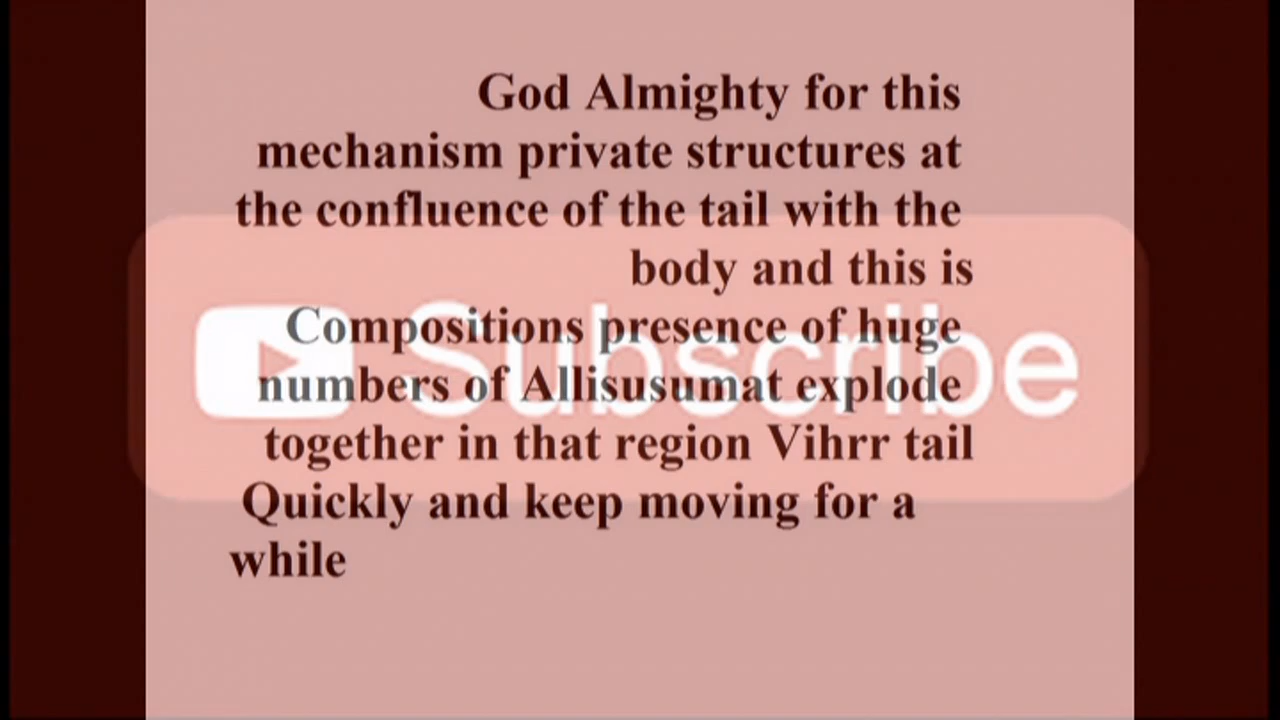 God Almighty for this
mechanism private structures at
the confluence of the tail with the
body and this is
Compositions presence of huge
numbers of Allisusumat explode
together in that region Vihrr tail
Quickly and keep moving for a
while
Subscribe